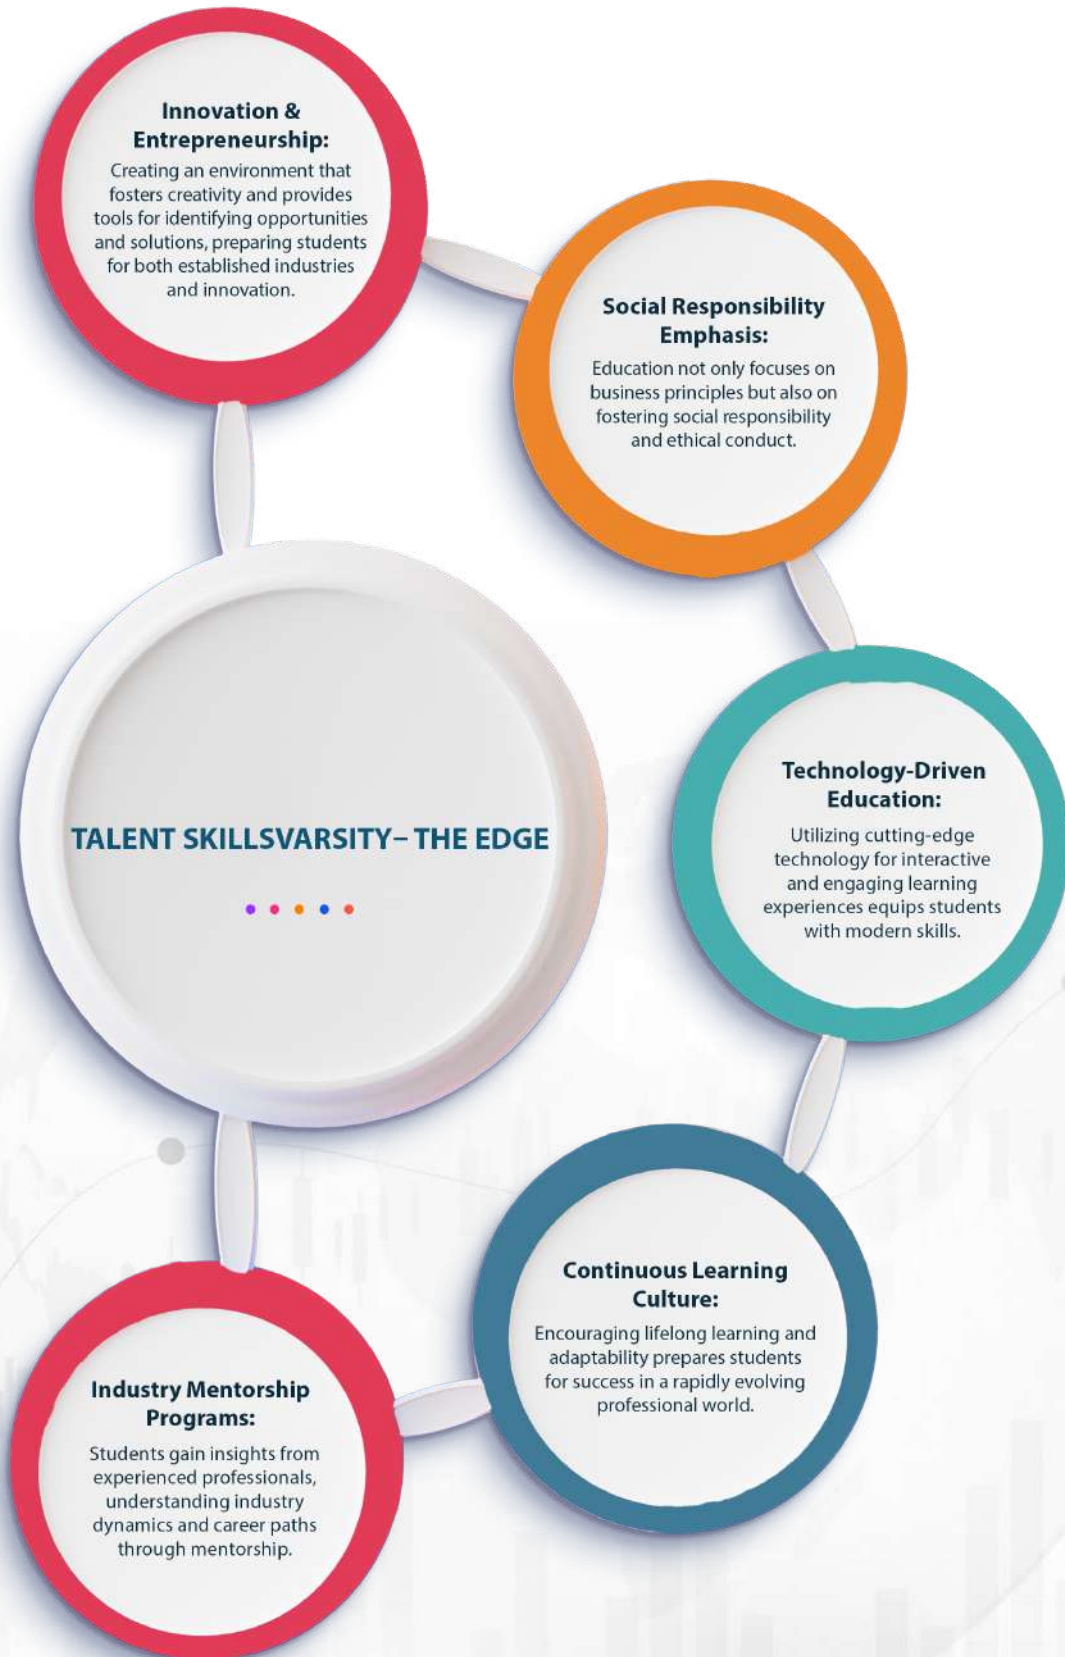 Innovation &
Entrepreneurship:
Creating an environment that
fosters creativity and provides
tools for identifying opportunities
and solutions, preparing students
for both established industries
and innovation.
Social Responsibility
Emphasis:
Education not only focuses on
business principles but also on
fostering social responsibility
and ethical conduct.
TALENT SKILLSVARSITY– THE EDGE
Technology-Driven
Education:
Utilizing cutting-edge
technology for interactive
and engaging learning
experiences equips students
with modern skills.
Continuous Learning
Culture:
Encouraging lifelong learning and
adaptability prepares students
for success in a rapidly evolving
professional world.
Industry Mentorship
Programs:
Students gain insights from
experienced professionals,
understanding industry
dynamics and career paths
through mentorship.